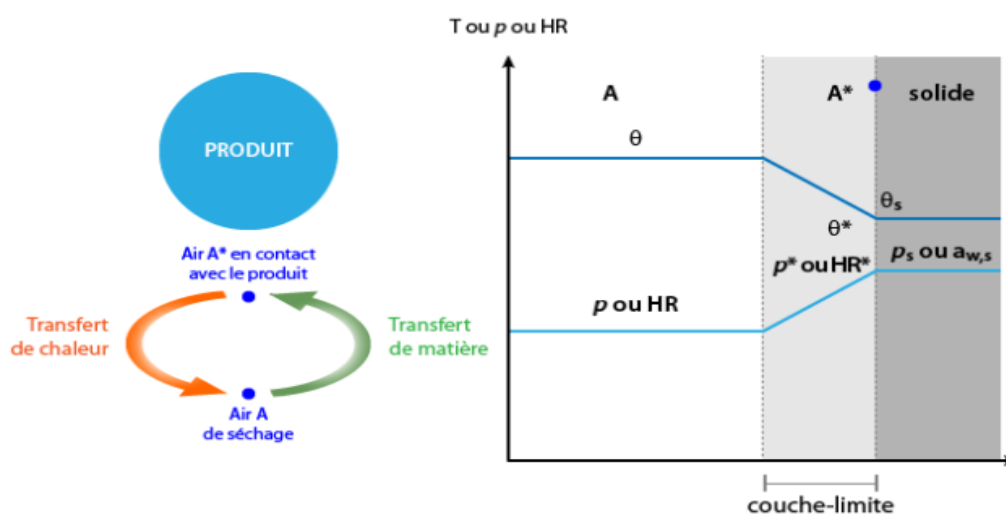 T ou p ou HR
PRODUIT
Air A* en contact
avec le produit
Transfert
de chaleur
Transfert
de matière
Air A
de séchage
A
A*
solide
θ
θs
θ*
p* ou HR*
ps ou aw,s
p ou HR
couche-limite